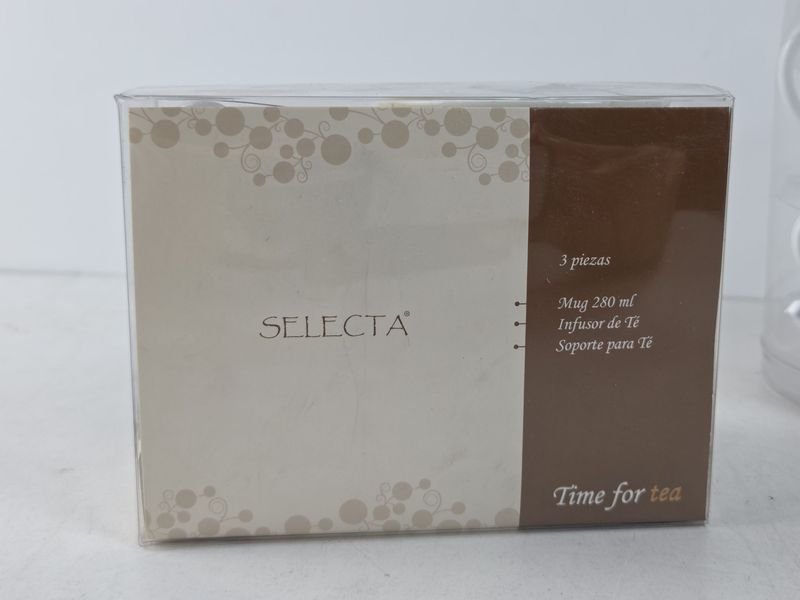 SELECTA®
3 piezas
Mug 280 ml
Infusor de Té
Soporte para Té
Time for tea